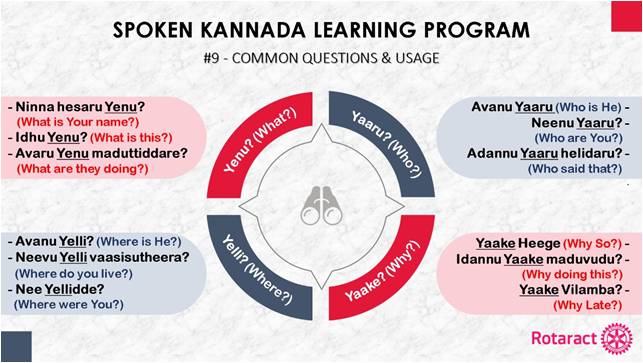 SPOKEN KANNADA LEARNING PROGRAM
#9 - COMMON QUESTIONS & USAGE
- Ninna hesaru Yenu?
(What is Your name?)
- Idhu Yenu? (What is this?)
- Avaru Yenu maduttiddare?
(What are they doing?)
Yenu? (What?)
Yaaru? (Who?)
Avanu Yaaru (Who is He) -
Neenu Yaaru? -
(Who are You?)
Adannu Yaaru helidaru? -
(Who said that?)
- Avanu Yelli? (Where is He?)
- Neevu Yelli vaasisutheera?
(Where do you live?)
- Nee Yellidde?
(Where were You?)
Yelli? (Where?)
Yaake? (Why?)
Yaake Heege (Why So?) -
Idannu Yaake maduvudu? -
(Why doing this?)
Yaake Vilamba? -
(Why Late?)
Rotaract